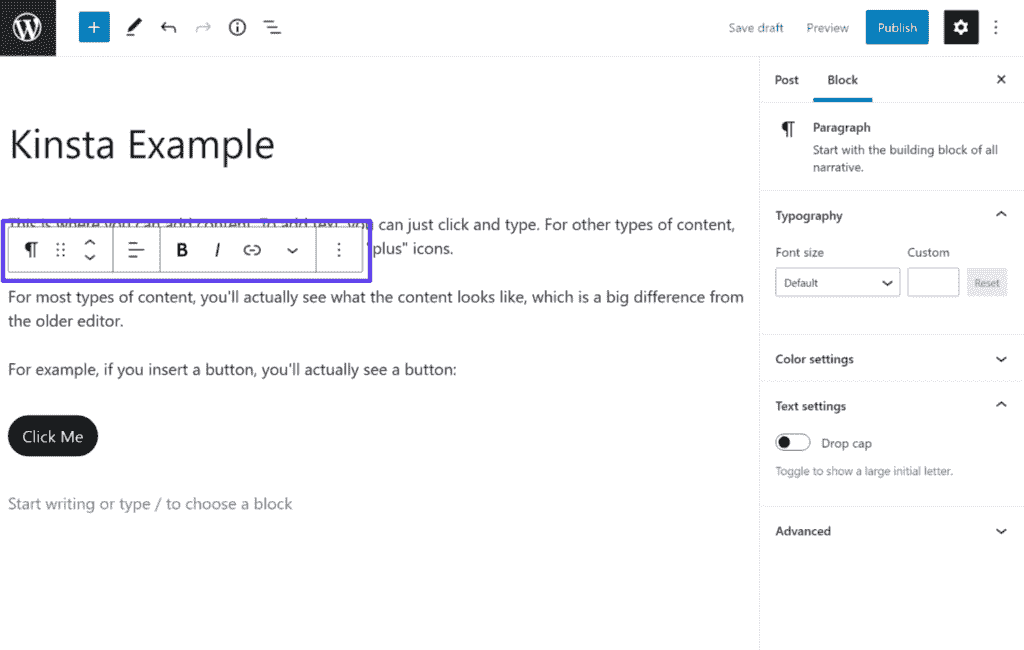 Save draft Preview Publish
Post Block
Kinsta Example
Paragraph
Start with the building block of all
narrative.
This is where you can add content. To add text, you can just click and type. For other types of content,
"plus" icons.
B I
For most types of content, you'll actually see what the content looks like, which is a big difference from
the older editor.
For example, if you insert a button, you'll actually see a button:
Click Me
Start writing or type / to choose a block
Typography
Font size Custom
Default Reset
Color settings
Text settings
Drop cap
Toggle to show a large initial letter.
Advanced